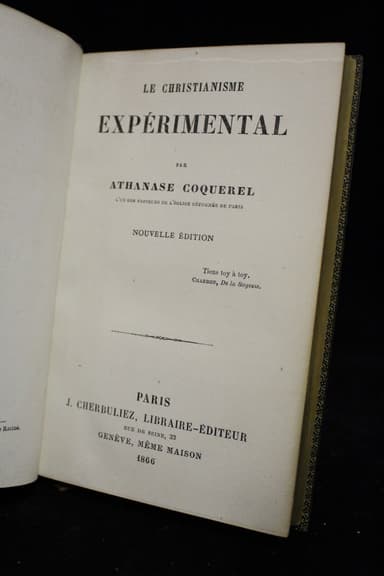 LE CHRISTIANISME
EXPÉRIMENTAL
PAR
ATHANASE COQUEREL
L'UN DES PASTEURS DE L'ÉGLISE RÉFORMÉE DE PARIS
NOUVELLE ÉDITION
Tiens toy à toy.
CHARRON, De la Sagesse.
PARIS
J. CHERBULIEZ, LIBRAIRE-ÉDITEUR
RUE DE SEINE, 33
GENÈVE, MÊME MAISON
1866